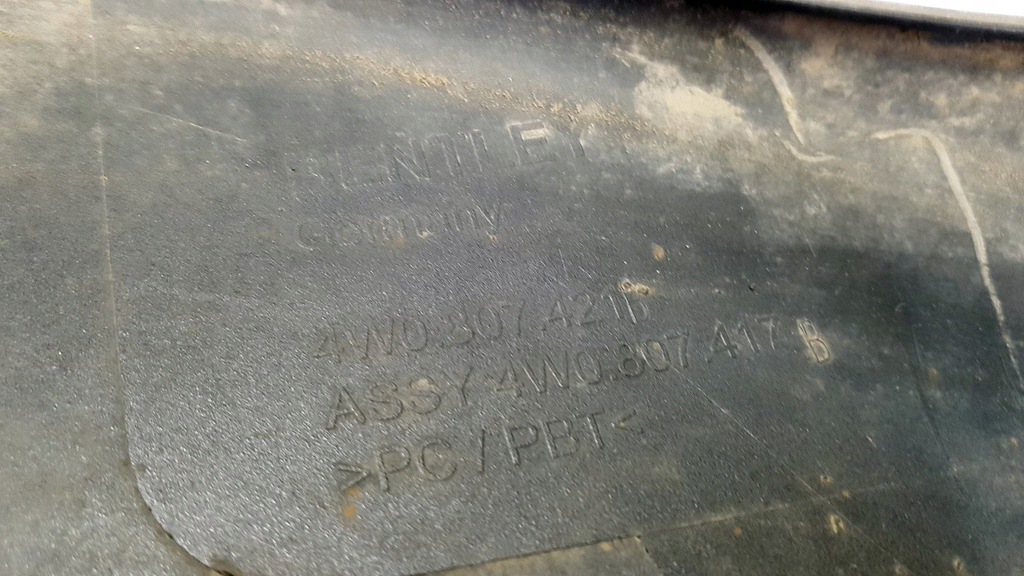 BENTLEY
Germany
4W0.807.421B
ASSY 4W0.807.417.B
>PC / PBT<